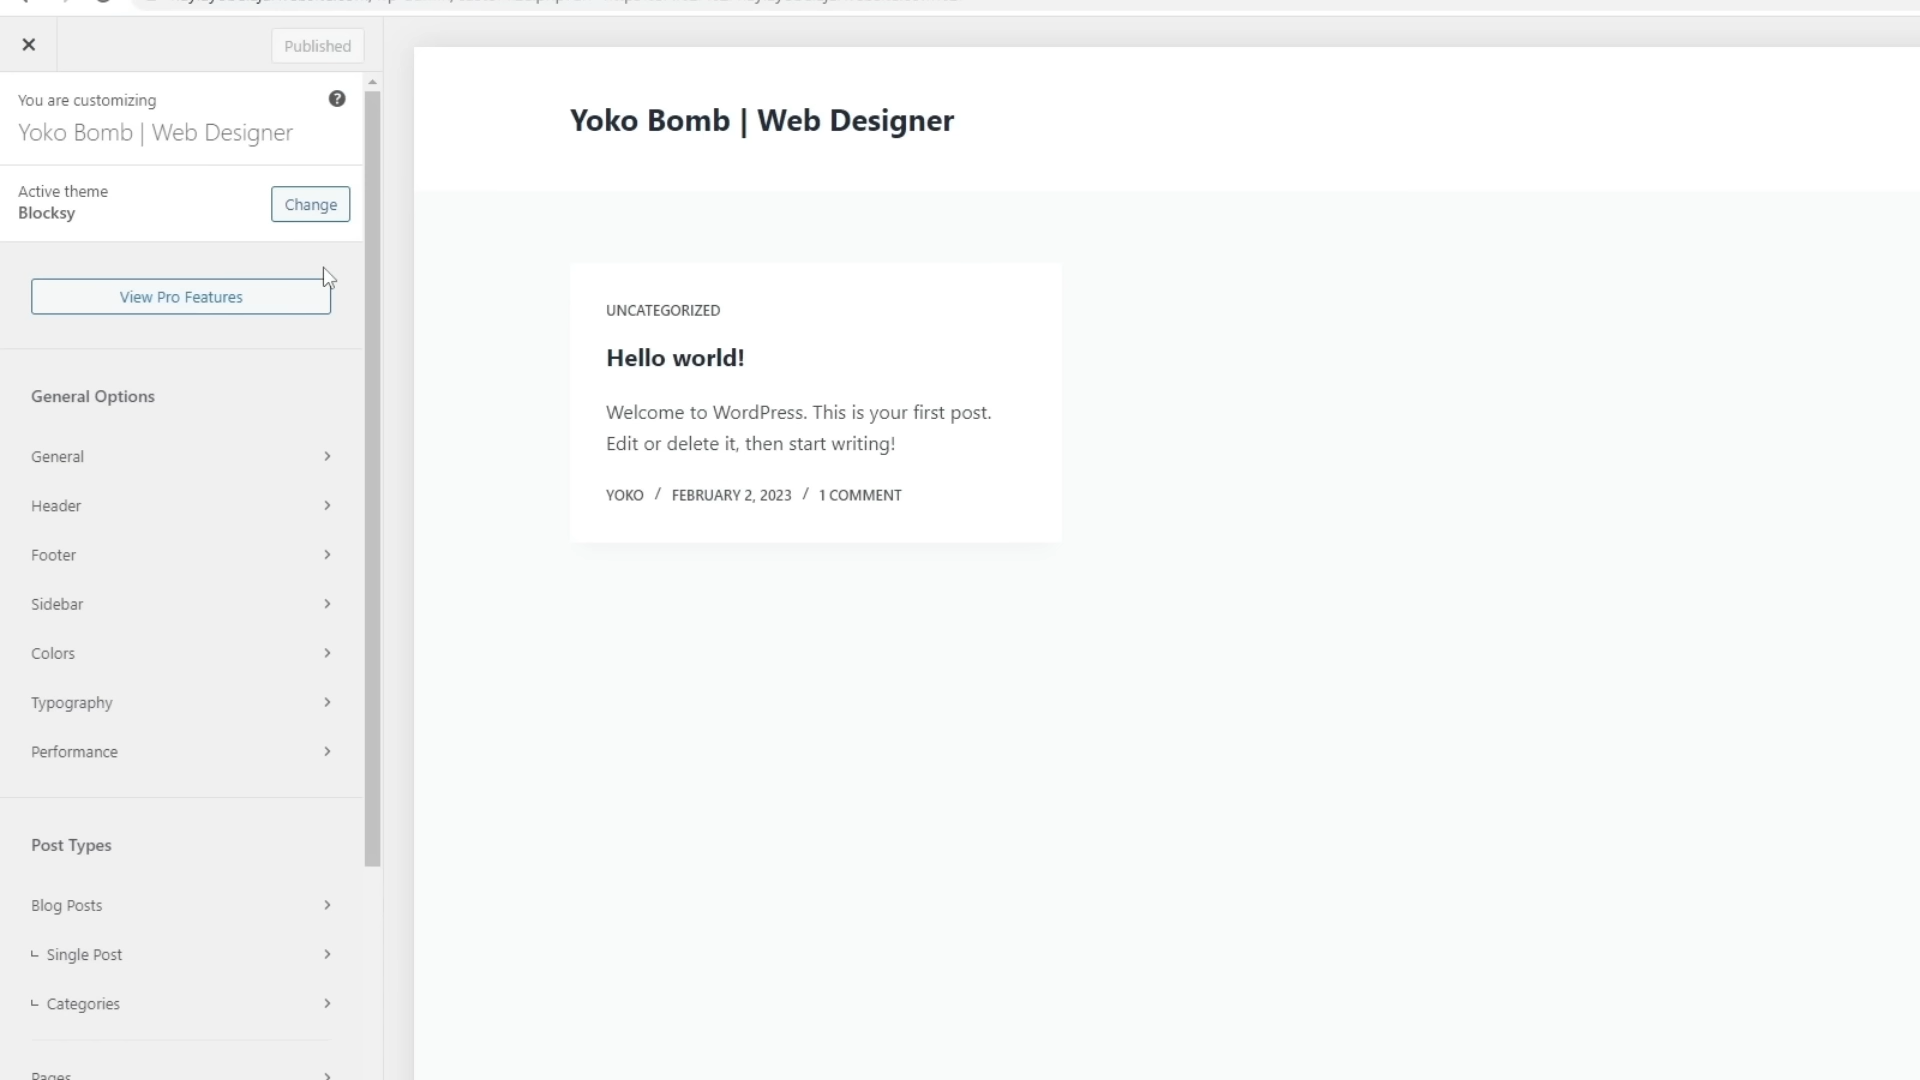 Published
You are customizing
Yoko Bomb | Web Designer
Active theme
Blocksy
Change
View Pro Features
General Options
General
Header
Footer
Sidebar
Colors
Typography
Performance
Post Types
Blog Posts
Single Post
Categories
Pages
Yoko Bomb | Web Designer
UNCATEGORIZED
Hello world!
Welcome to WordPress. This is your first post.
Edit or delete it, then start writing!
YOKO / FEBRUARY 2, 2023 / 1 COMMENT